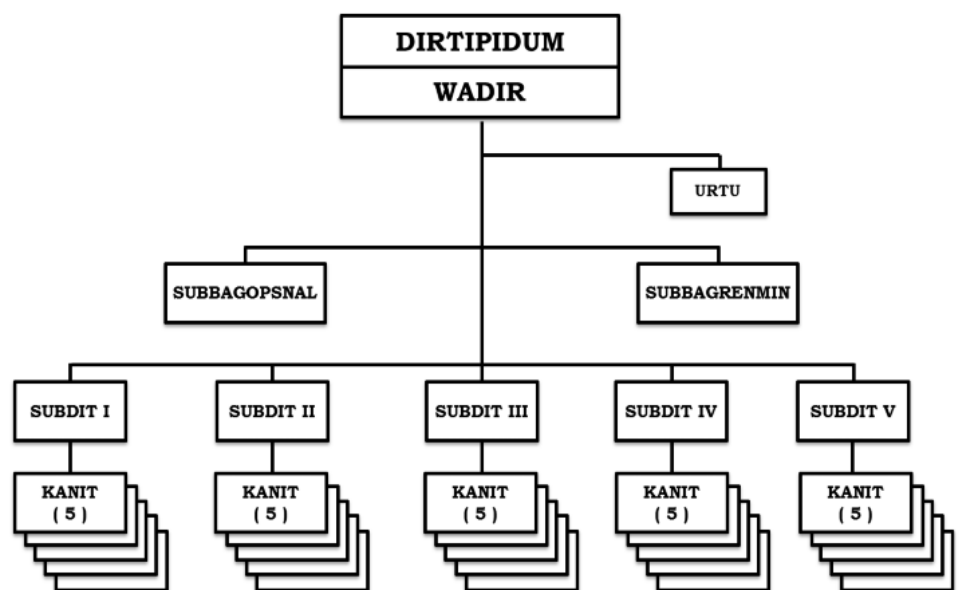 DIRTIPIDUM
WADIR
URTU
SUBBAGOPSNAL
SUBBAGRENMIN
SUBDIT I
SUBDIT II
SUBDIT III
SUBDIT IV
SUBDIT V
KANIT
( 5 )
KANIT
( 5 )
KANIT
( 5 )
KANIT
( 5 )
KANIT
( 5 )